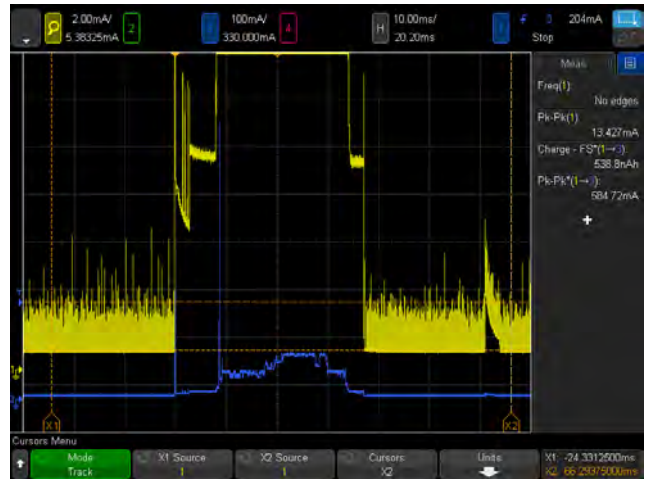 2.00mA/
5.38325mA
2
100mA/
330.000mA
4
H
10.00ms/
20.20ms
204mA
Stop
Meas
Freq(1):
No edges
Pk-Pk(1):
13.427mA
Charge - FS*(1→3):
538.8nAh
Pk-Pk*(1→3):
584.72mA
+
X1
X2
Cursors Menu
Mode
Track
X1 Source
1
X2 Source
1
Cursors
X2
Units
X1: -24.3312500ms
X2: 66.29375000ms